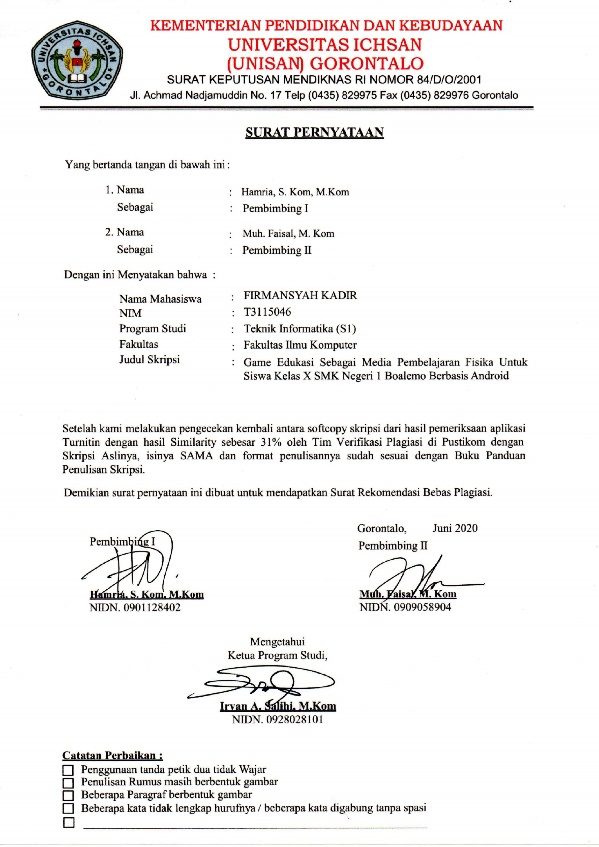 UNIVERSITAS ICHSAN
GORONTALO
KEMENTERIAN PENDIDIKAN DAN KEBUDAYAAN
UNIVERSITAS ICHSAN
(UNISAN) GORONTALO
SURAT KEPUTUSAN MENDIKNAS RI NOMOR 84/D/O/2001
Jl. Achmad Nadjamuddin No. 17 Telp (0435) 829975 Fax (0435) 829976 Gorontalo
SURAT PERNYATAAN
Yang bertanda tangan di bawah ini :
1. Nama : Hamria, S. Kom, M.Kom
Sebagai : Pembimbing I
2. Nama : Muh. Faisal, M. Kom
Sebagai : Pembimbing II
Dengan ini Menyatakan bahwa :
Nama Mahasiswa : FIRMANSYAH KADIR
NIM : T3115046
Program Studi : Teknik Informatika (S1)
Fakultas : Fakultas Ilmu Komputer
Judul Skripsi : Game Edukasi Sebagai Media Pembelajaran Fisika Untuk
Siswa Kelas X SMK Negeri 1 Boalemo Berbasis Android
Setelah kami melakukan pengecekan kembali antara softcopy skripsi dari hasil pemeriksaan aplikasi
Turnitin dengan hasil Similarity sebesar 31% oleh Tim Verifikasi Plagiasi di Pustikom dengan
Skripsi Aslinya, isinya SAMA dan format penulisannya sudah sesuai dengan Buku Panduan
Penulisan Skripsi.
Demikian surat pernyataan ini dibuat untuk mendapatkan Surat Rekomendasi Bebas Plagiasi.
Gorontalo, Juni 2020
Pembimbing I Pembimbing II
Hamria, S. Kom, M.Kom Muh. Faisal, M. Kom
NIDN. 0901128402 NIDN. 0909058904
Mengetahui
Ketua Program Studi,
Irvan A. Salihi, M.Kom
NIDN. 0928028101
Catatan Perbaikan :
Penggunaan tanda petik dua tidak Wajar
Penulisan Rumus masih berbentuk gambar
Beberapa Paragraf berbentuk gambar
Beberapa kata tidak lengkap hurufnya / beberapa kata digabung tanpa spasi